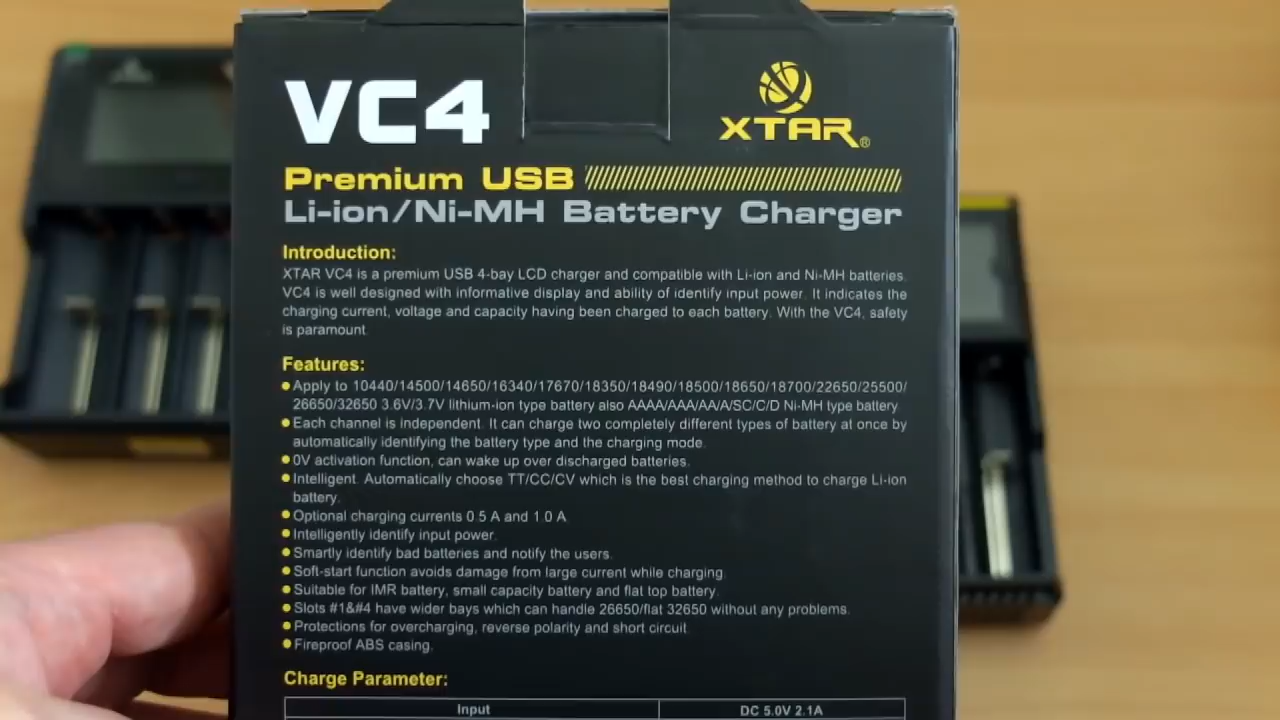 VC4
XTAR®
Premium USB
Li-ion/Ni-MH Battery Charger
Introduction:
XTAR VC4 is a premium USB 4-bay LCD charger and compatible with Li-ion and Ni-MH batteries.
VC4 is well designed with informative display and ability of identify input power. It indicates the
charging current, voltage and capacity having been charged to each battery. With the VC4, safety
is paramount.
Features:
Apply to 10440/14500/14650/16340/17670/18350/18490/18500/18650/18700/22650/25500/
26650/32650 3.6V/3.7V lithium-ion type battery also AAAA/AAA/AA/A/SC/C/D Ni-MH type battery.
Each channel is independent. It can charge two completely different types of battery at once by
automatically identifying the battery type and the charging mode.
0V activation function, can wake up over discharged batteries.
Intelligent. Automatically choose TT/CC/CV which is the best charging method to charge Li-ion
battery.
Optional charging currents 0.5 A and 1.0 A.
Intelligently identify input power.
Smartly identify bad batteries and notify the users.
Soft-start function avoids damage from large current while charging.
Suitable for IMR battery, small capacity battery and flat top battery.
Slots #1&#4 have wider bays which can handle 26650/flat 32650 without any problems.
Protections for overcharging, reverse polarity and short circuit.
Fireproof ABS casing.
Charge Parameter:
Input DC 5.0V 2.1A